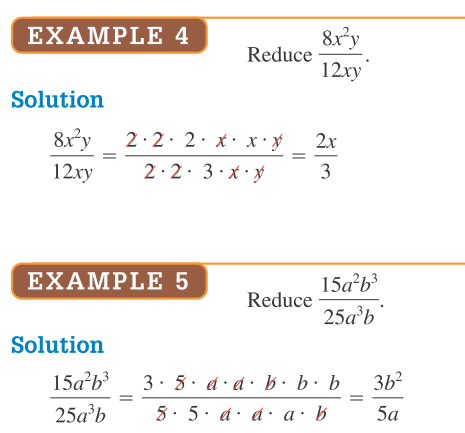 EXAMPLE 4
Reduce 8x²y/12xy.
Solution
8x²y/12xy = 2 · 2 · 2 · x · x · y / 2 · 2 · 3 · x · y = 2x/3
EXAMPLE 5
Reduce 15a²b³/25a³b.
Solution
15a²b³/25a³b = 3 · 5 · a · a · b · b · b / 5 · 5 · a · a · a · b = 3b²/5a